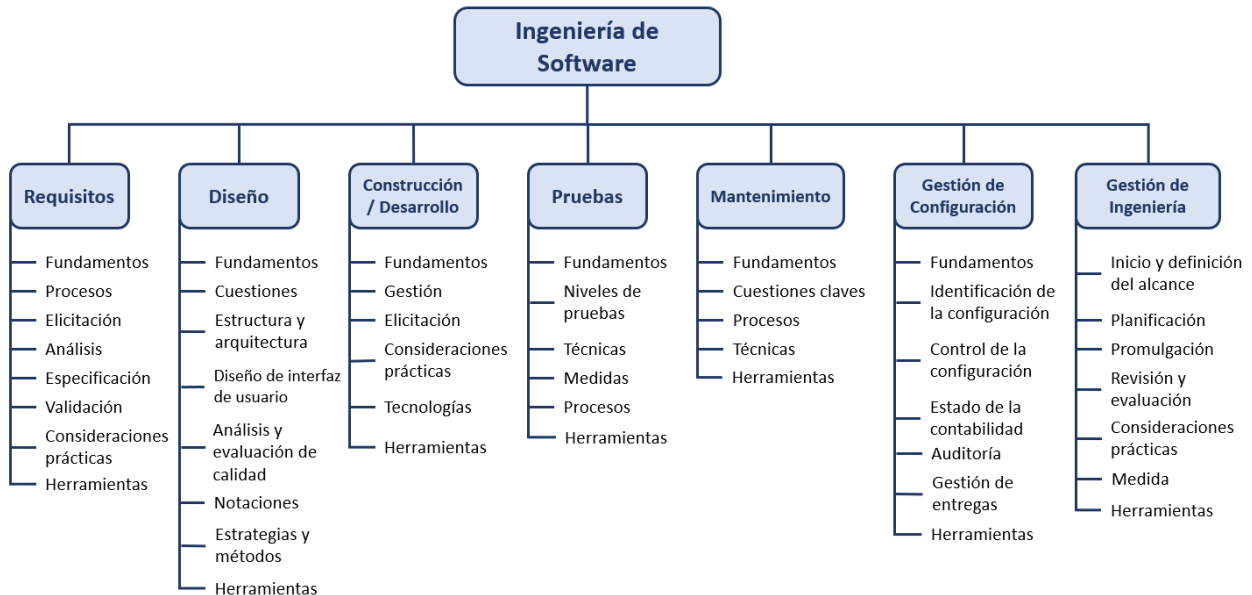 Ingeniería de
Software
Requisitos
Fundamentos
Procesos
Elicitación
Análisis
Especificación
Validación
Consideraciones
prácticas
Herramientas
Diseño
Fundamentos
Cuestiones
Estructura y
arquitectura
Diseño de interfaz
de usuario
Análisis y
evaluación de
calidad
Notaciones
Estrategias y
métodos
Herramientas
Construcción
/ Desarrollo
Fundamentos
Gestión
Elicitación
Consideraciones
prácticas
Tecnologías
Herramientas
Pruebas
Fundamentos
Niveles de
pruebas
Técnicas
Medidas
Procesos
Herramientas
Mantenimiento
Fundamentos
Cuestiones claves
Procesos
Técnicas
Herramientas
Gestión de
Configuración
Fundamentos
Identificación de
la configuración
Control de la
configuración
Estado de la
contabilidad
Auditoría
Gestión de
entregas
Herramientas
Gestión de
Ingeniería
Inicio y definición
del alcance
Planificación
Promulgación
Revisión y
evaluación
Consideraciones
prácticas
Medida
Herramientas